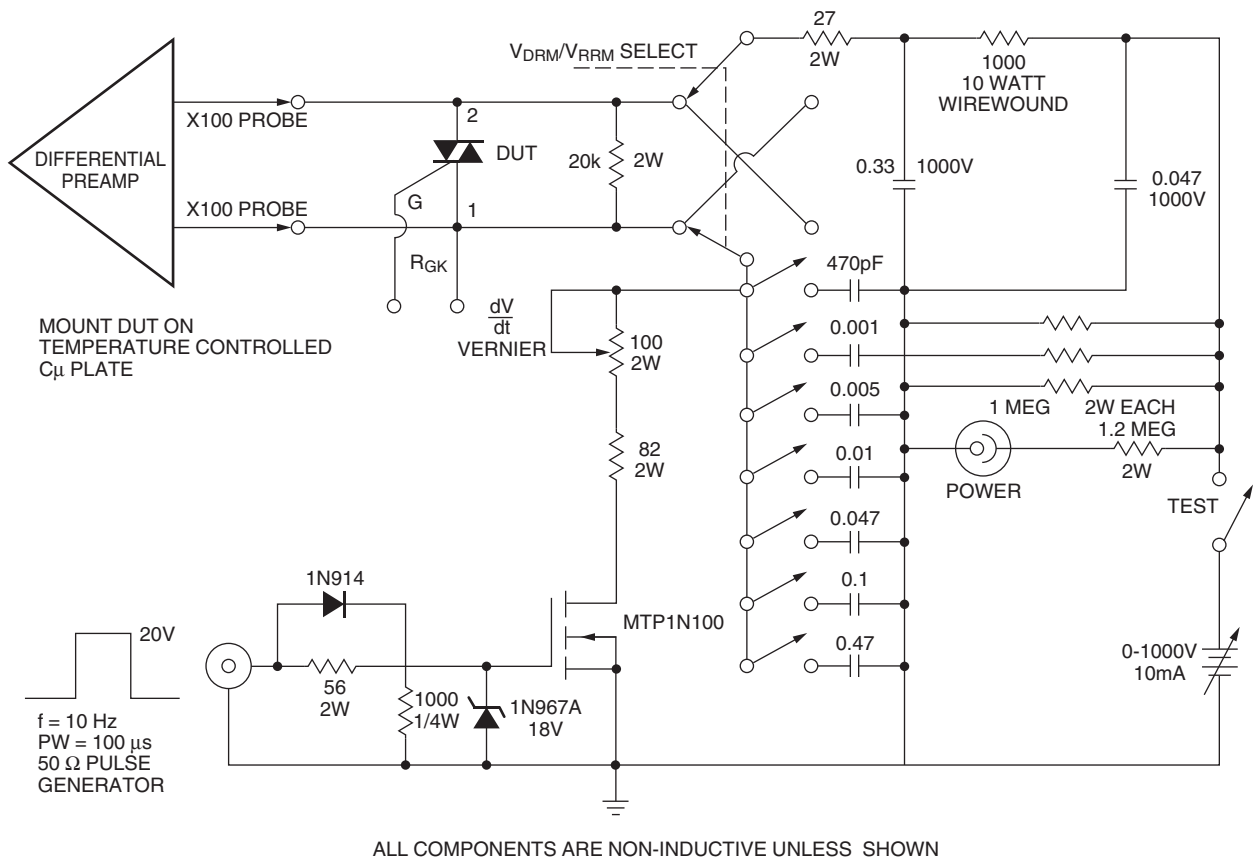 27
2W
VDRM/VRRM SELECT
1000
10 WATT
WIREWOUND
X100 PROBE
2
DIFFERENTIAL
PREAMP
DUT
20k
2W
0.33
1000V
0.047
1000V
G
1
X100 PROBE
RGK
470pF
MOUNT DUT ON
TEMPERATURE CONTROLLED
Cµ PLATE
dV
dt
VERNIER
100
2W
0.001
0.005
1 MEG
2W EACH
1.2 MEG
82
2W
0.01
POWER
2W
TEST
0.047
1N914
0.1
MTP1N100
20V
0.47
0-1000V
10mA
56
2W
1000
1/4W
1N967A
18V
f = 10 Hz
PW = 100 µs
50 Ω PULSE
GENERATOR
ALL COMPONENTS ARE NON-INDUCTIVE UNLESS SHOWN